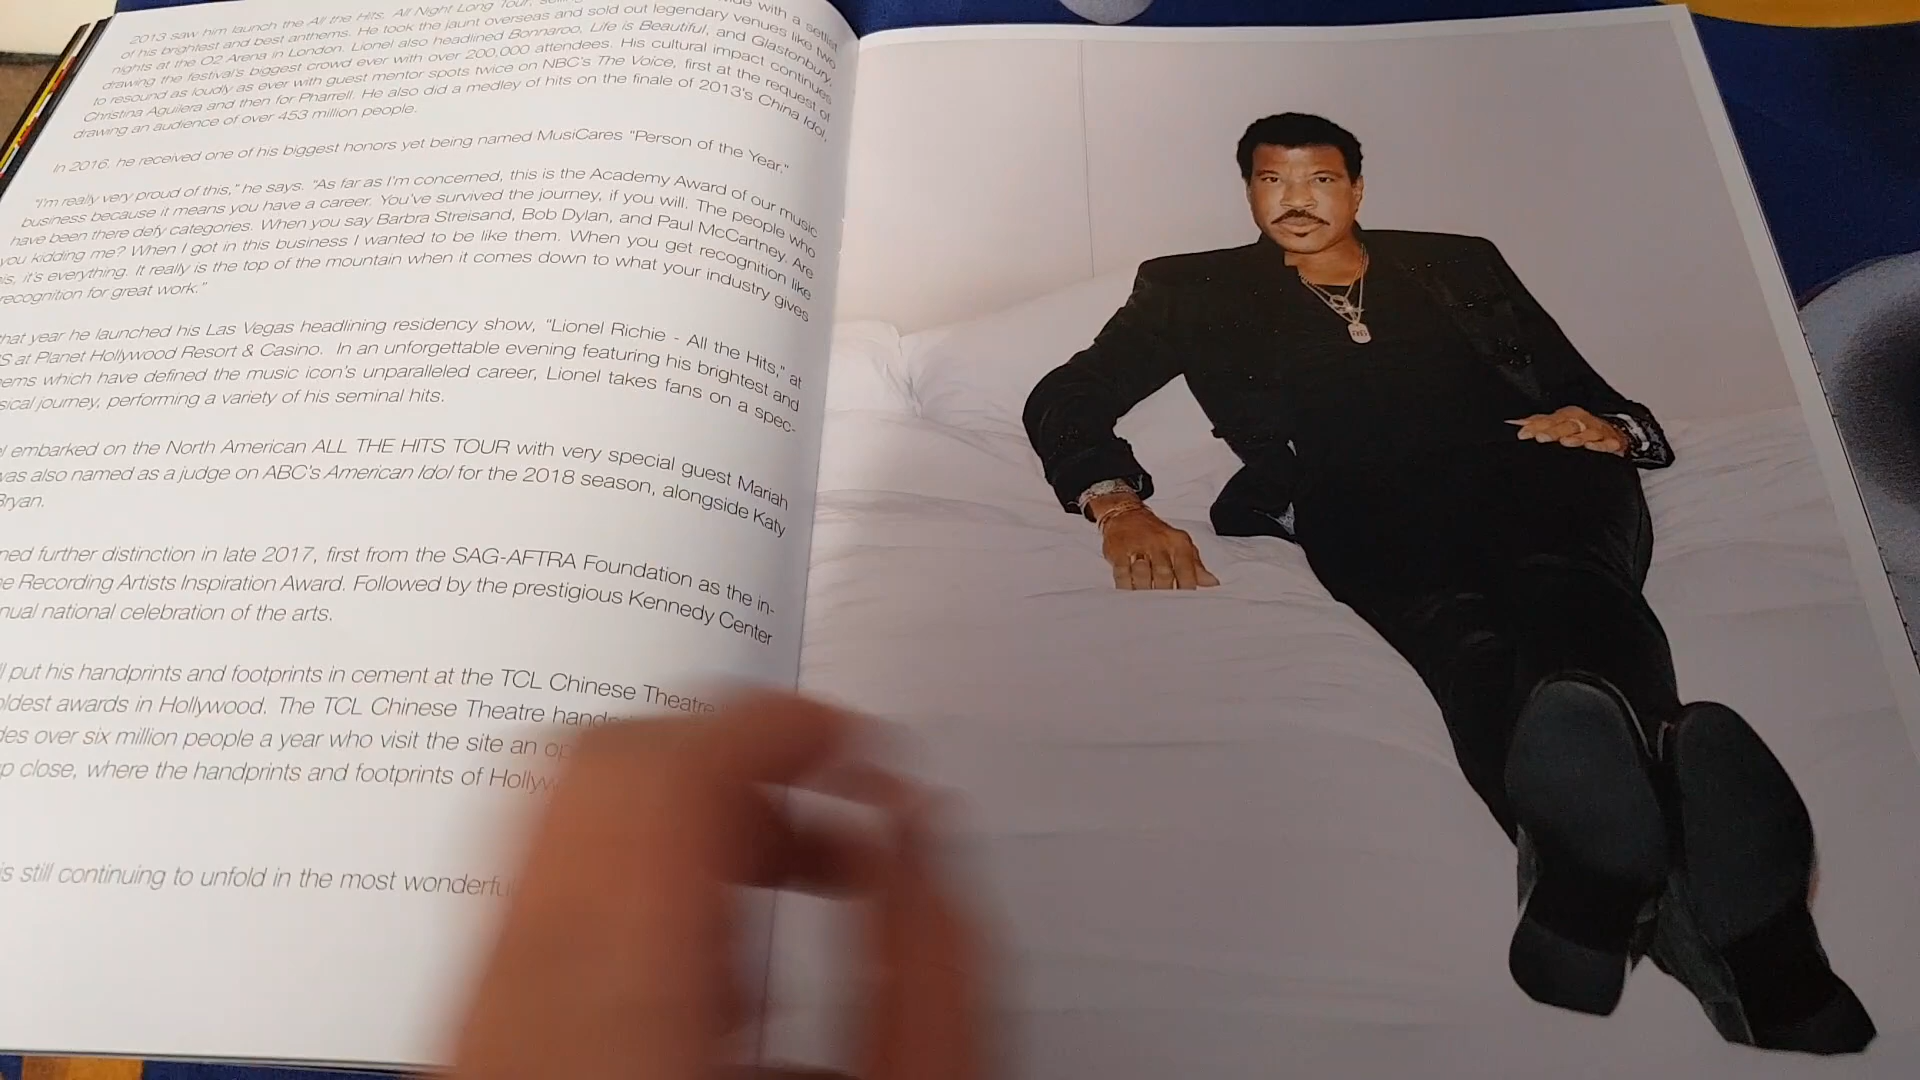 2013 saw him launch the All the Hits, All Night Long Tour, with a setlist
of his brightest and best anthems. He took the jaunt overseas and sold out legendary venues like two
nights at the O2 Arena in London. Lionel also headlined Bonnaroo, Life is Beautiful, and Glastonbury,
drawing the festival's biggest crowd ever with over 200,000 attendees. His cultural impact continues
to resound as loudly as ever with guest mentor spots twice on NBC's The Voice, first at the request of
Christina Aguilera and then for Pharrell. He also did a medley of hits on the finale of 2013's China Idol,
drawing an audience of over 453 million people.
In 2016, he received one of his biggest honors yet being named MusiCares "Person of the Year."
"I'm really very proud of this," he says. "As far as I'm concerned, this is the Academy Award of our music
business because it means you have a career. You've survived the journey, if you will. The people who
have been there defy categories. When you say Barbra Streisand, Bob Dylan, and Paul McCartney. Are
you kidding me? When I got in this business I wanted to be like them. When you get recognition like
is, it's everything. It really is the top of the mountain when it comes down to what your industry gives
recognition for great work."
hat year he launched his Las Vegas headlining residency show, "Lionel Richie - All the Hits," at
S at Planet Hollywood Resort & Casino. In an unforgettable evening featuring his brightest and
ems which have defined the music icon's unparalleled career, Lionel takes fans on a spec-
sical journey, performing a variety of his seminal hits.
l embarked on the North American ALL THE HITS TOUR with very special guest Mariah
was also named as a judge on ABC's American Idol for the 2018 season, alongside Katy
Bryan.
ned further distinction in late 2017, first from the SAG-AFTRA Foundation as the in-
e Recording Artists Inspiration Award. Followed by the prestigious Kennedy Center
nual national celebration of the arts.
l put his handprints and footprints in cement at the TCL Chinese Theatre
oldest awards in Hollywood. The TCL Chinese Theatre
des over six million people a year who visit the site an
p close, where the handprints and footprints of
is still continuing to unfold in the most